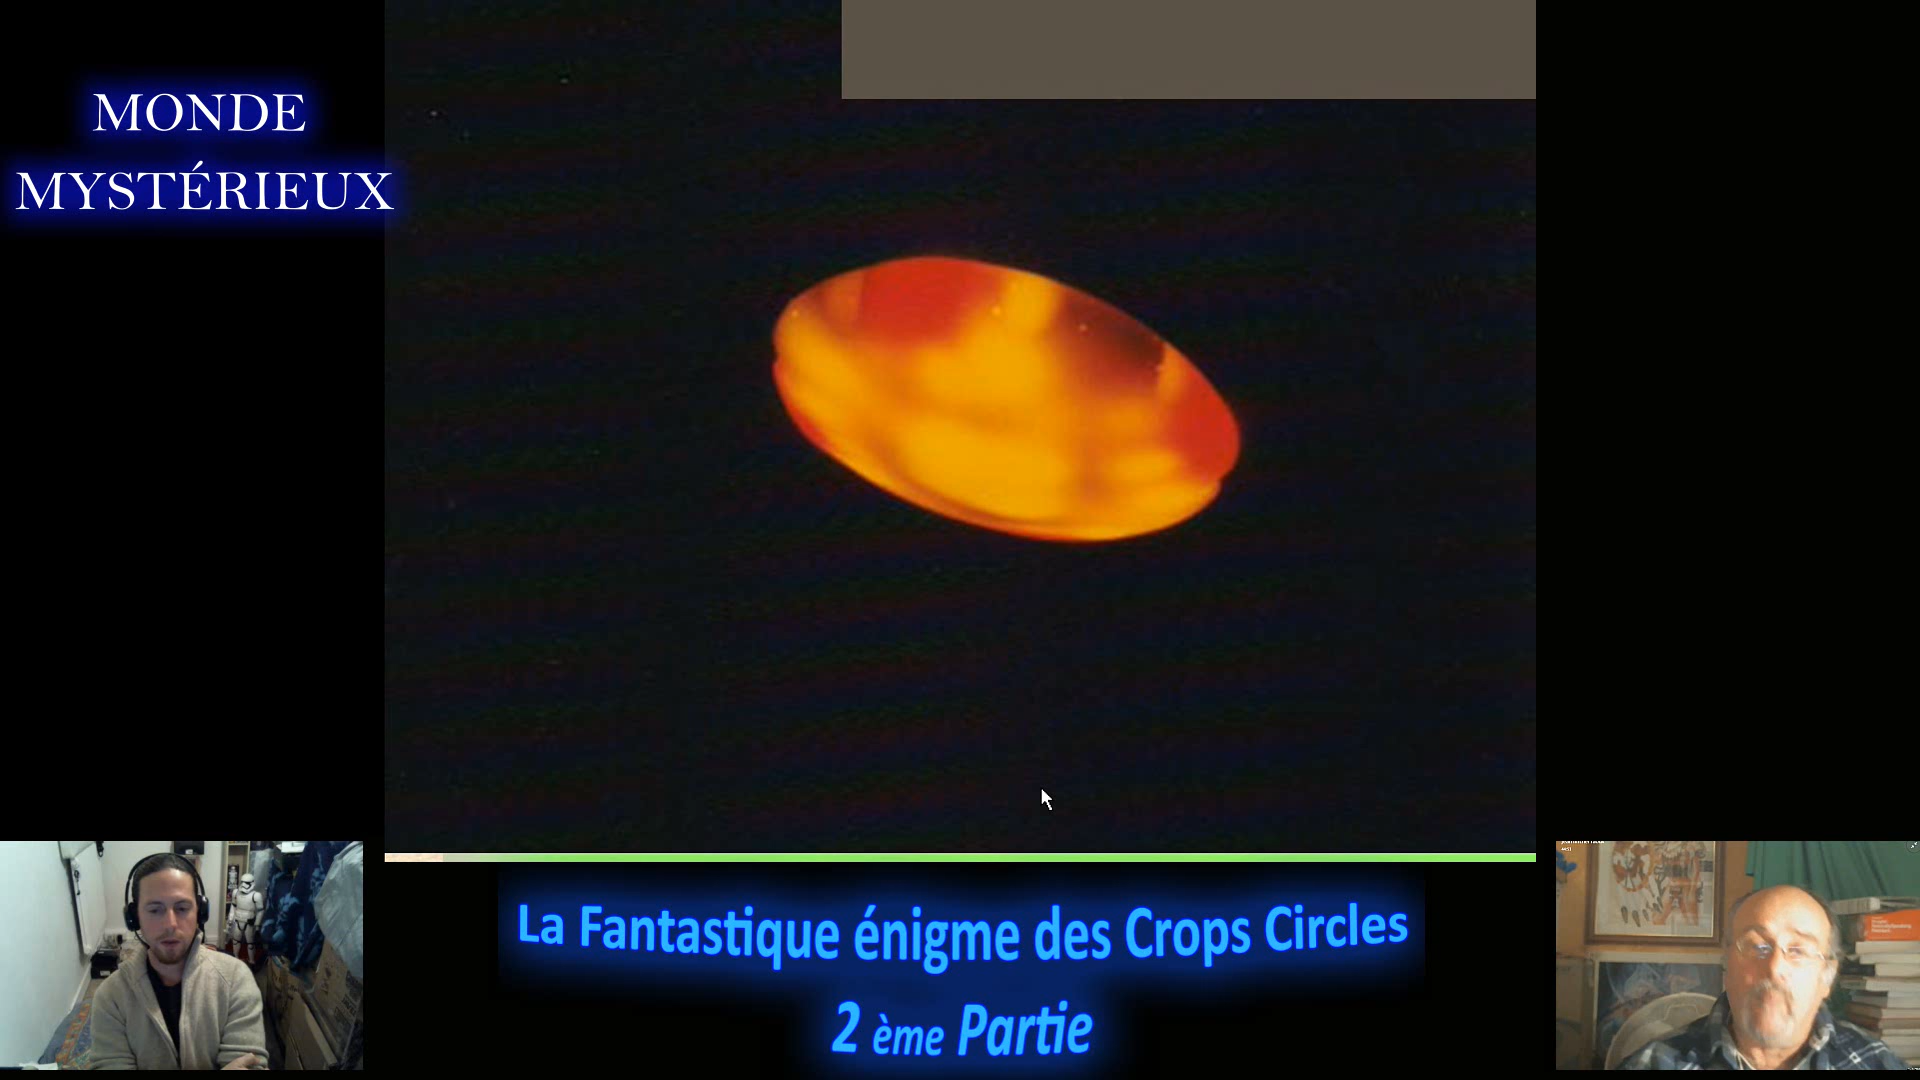 MONDE
MYSTÉRIEUX
La Fantastique énigme des Crops Circles
2 ème Partie